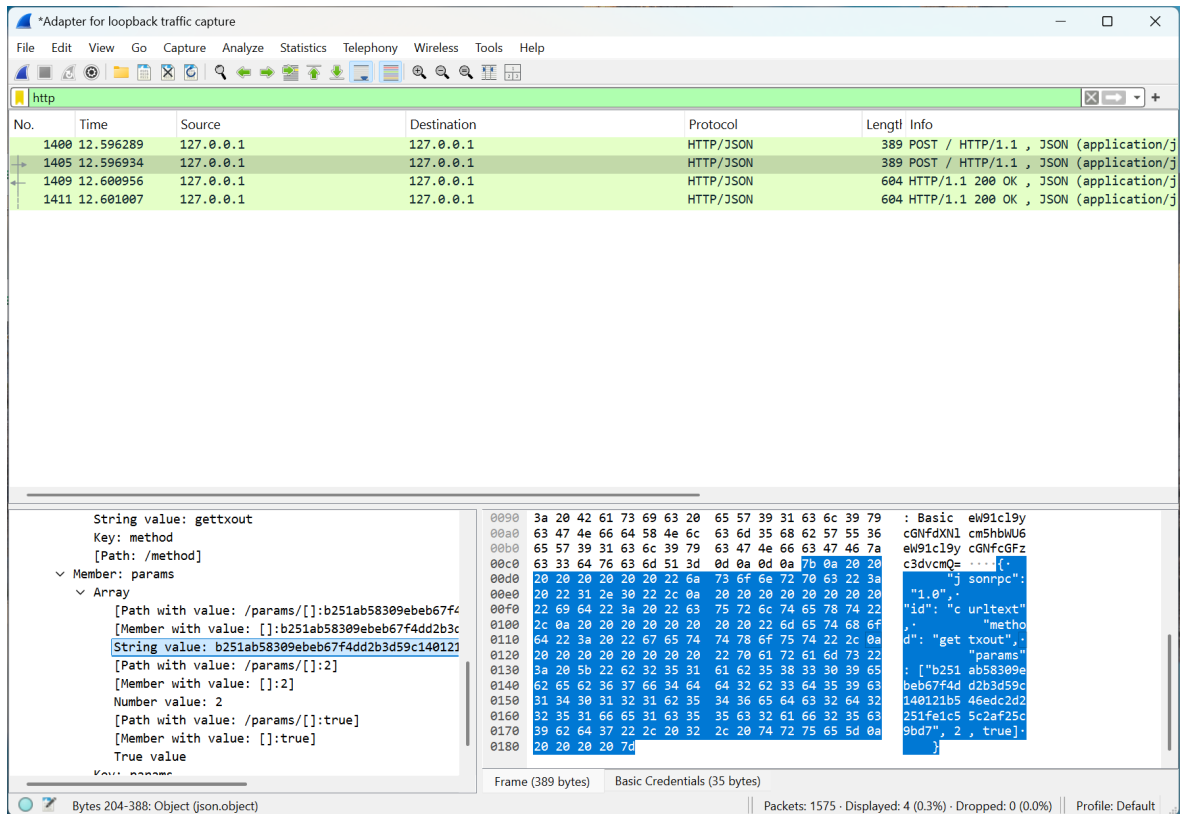 *Adapter for loopback traffic capture
File Edit View Go Capture Analyze Statistics Telephony Wireless Tools Help
http
No. Time Source Destination Protocol Length Info
1400 12.596289 127.0.0.1 127.0.0.1 HTTP/JSON 389 POST / HTTP/1.1 , JSON (application/j
1405 12.596934 127.0.0.1 127.0.0.1 HTTP/JSON 389 POST / HTTP/1.1 , JSON (application/j
1409 12.600956 127.0.0.1 127.0.0.1 HTTP/JSON 604 HTTP/1.1 200 OK , JSON (application/j
1411 12.601007 127.0.0.1 127.0.0.1 HTTP/JSON 604 HTTP/1.1 200 OK , JSON (application/j
String value: gettxout
Key: method
[Path: /method]
Member: params
Array
[Path with value: /params/[]:b251ab58309ebeb67f4
[Member with value: []:b251ab58309ebeb67f4dd2b3d
String value: b251ab58309ebeb67f4dd2b3d59c140121
[Path with value: /params/[]:2]
[Member with value: []:2]
Number value: 2
[Path with value: /params/[]:true]
[Member with value: []:true]
True value
Key: params
0090 3a 20 42 61 73 69 63 20 65 57 39 31 63 6c 39 79 : Basic eW91cl9y
00a0 63 47 4e 66 64 58 4e 6c 63 6d 35 68 62 57 55 36 cGNfdXNl cm5hbWU6
00b0 65 57 39 31 63 6c 39 79 63 47 4e 66 63 47 46 7a eW91cl9y cGNfcGFz
00c0 63 33 64 76 63 6d 51 3d 0d 0a 0d 0a 7b 0a 20 20 c3dvcmQ= ····{·
00d0 20 20 20 20 20 20 22 6a 73 6f 6e 72 70 63 22 3a "j sonrpc":
00e0 20 22 31 2e 30 22 2c 0a 20 20 20 20 20 20 20 20 "1.0",·
00f0 22 69 64 22 3a 20 22 63 75 72 6c 74 65 78 74 22 "id": "c urltext"
0100 2c 0a 20 20 20 20 20 20 20 20 22 6d 65 74 68 6f ,· "metho
0110 64 22 3a 20 22 67 65 74 74 78 6f 75 74 22 2c 0a d": "get txout",·
0120 20 20 20 20 20 20 20 20 22 70 61 72 61 6d 73 22 "params"
0130 3a 20 5b 22 62 32 35 31 61 62 35 38 33 30 39 65 : ["b251 ab58309e
0140 62 65 62 36 37 66 34 64 64 32 62 33 64 35 39 63 beb67f4d d2b3d59c
0150 31 34 30 31 32 31 62 35 34 36 65 64 63 32 64 32 140121b5 46edc2d2
0160 32 35 31 66 65 31 63 35 35 63 32 61 66 32 35 63 251fe1c5 5c2af25c
0170 39 62 64 37 22 2c 20 32 2c 20 74 72 75 65 5d 0a 9bd7", 2 , true]·
0180 20 20 20 20 7d }
Frame (389 bytes) Basic Credentials (35 bytes)
Bytes 204-388: Object (json.object) Packets: 1575 · Displayed: 4 (0.3%) · Dropped: 0 (0.0%) Profile: Default